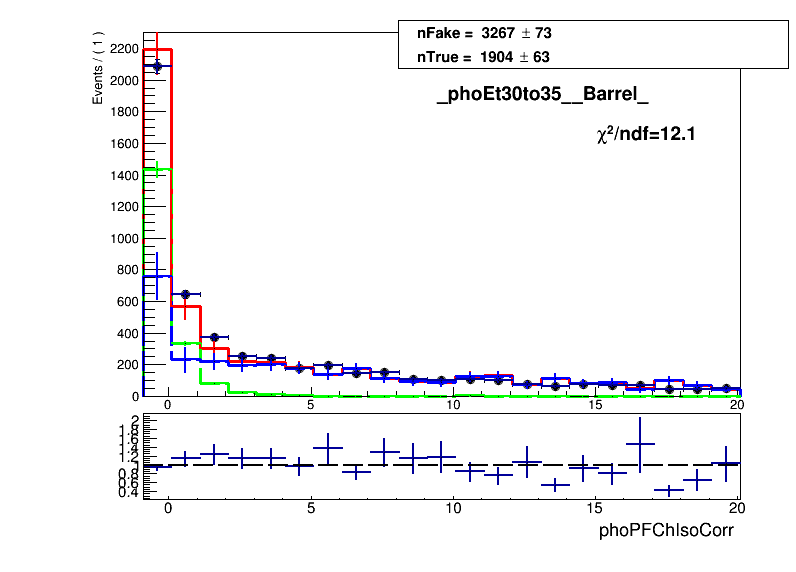 nFake = 3267 ± 73
nTrue = 1904 ± 63
_phoEt30to35__Barrel_
χ²/ndf=12.1
Events / ( 1 )
2200
2000
1800
1600
1400
1200
1000
800
600
400
200
0
0 5 10 15 20
2
1.8
1.6
1.4
1.2
1
0.8
0.6
0.4
0 5 10 15 20
phoPFChIsoCorr